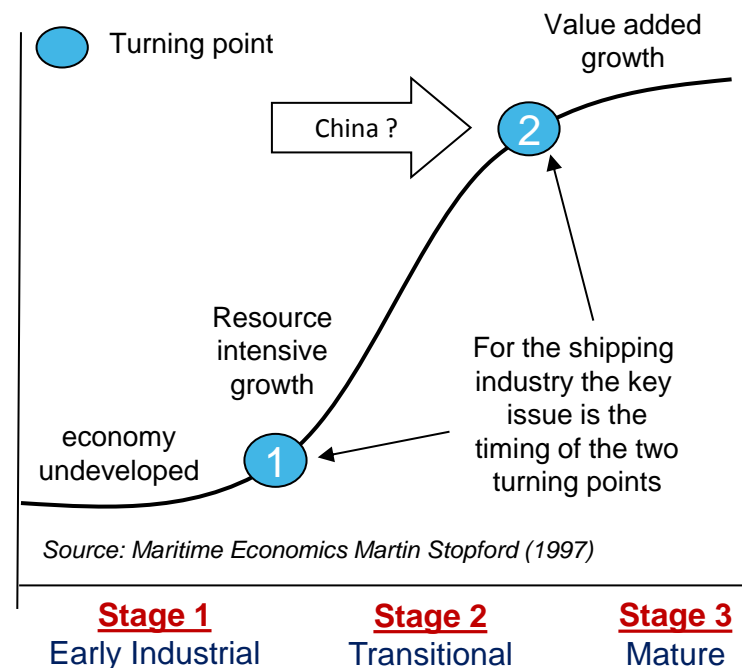 Turning point
Value added
growth
China ?
2
Resource
intensive
growth
For the shipping
industry the key
issue is the
timing of the two
turning points
economy
undeveloped
1
Source: Maritime Economics Martin Stopford (1997)
Stage 1
Early Industrial
Stage 2
Transitional
Stage 3
Mature